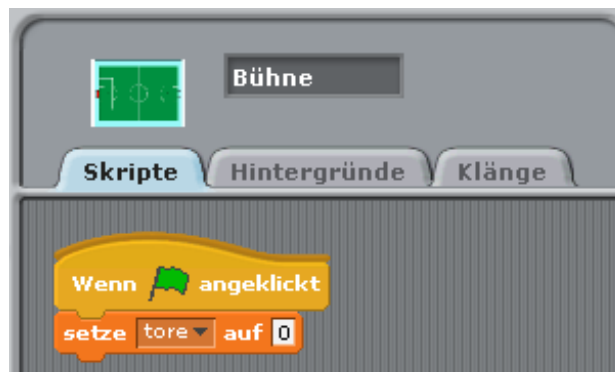 Bühne
Skripte Hintergründe Klänge
Wenn angeklickt
setze tore auf 0